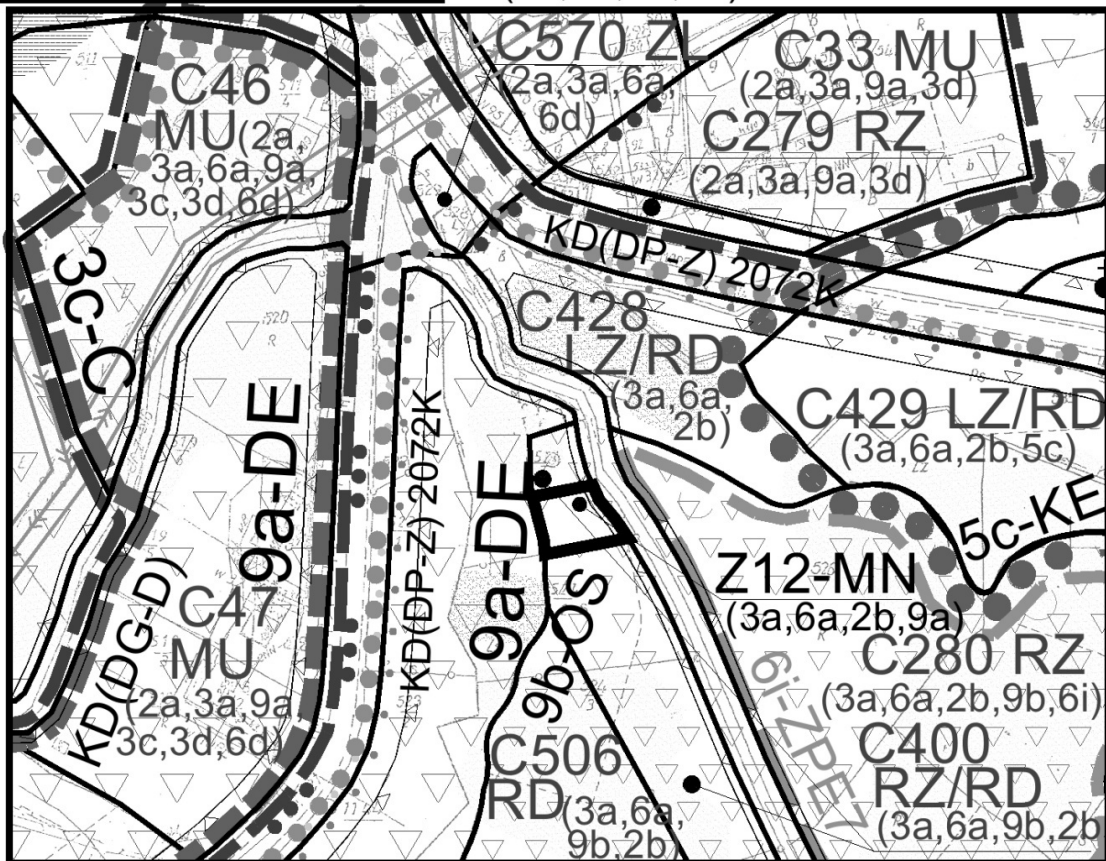 C570 ZL
(2a,3a,6a,
6d)
C33 MU
(2a,3a,9a,3d)
C279 RZ
(2a,3a,9a,3d)
C46
MU(2a,
3a,6a,9a,
3c,3d,6d)
3c-C
KD(DP-Z) 2072K
C428
LZ/RD
(3a,6a,
2b)
C429 LZ/RD
(3a,6a,2b,5c)
9a-DE
KD(DP-Z) 2072K
9a-DE
5c-KE
Z12-MN
(3a,6a,2b,9a)
C47
MU
(2a,3a,9a
3c,3d,6d)
KD(DG-D)
9b-OS
6i-ZPE7
C280 RZ
(3a,6a,2b,9b,6i)
C400
RZ/RD
(3a,6a,9b,2b
C506
RD(3a,6a,
9b,2b